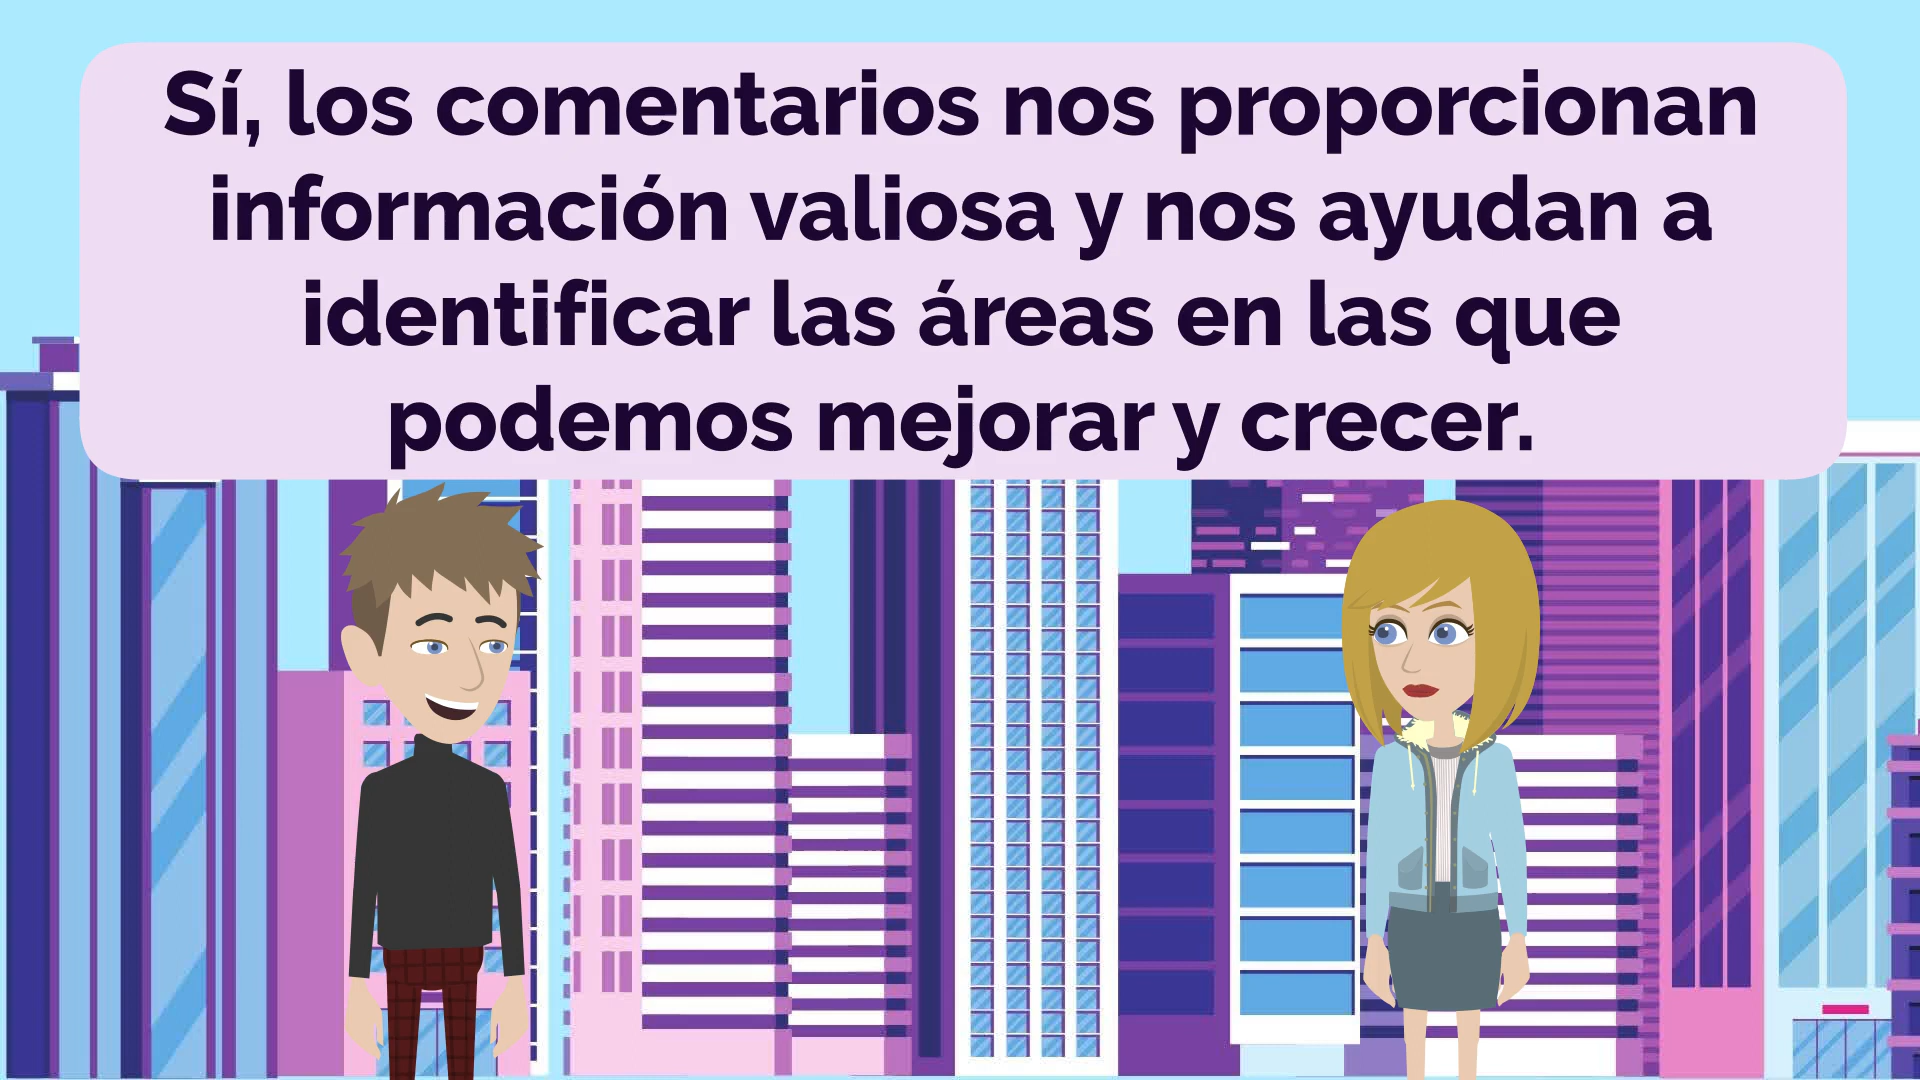 Sí, los comentarios nos proporcionan
información valiosa y nos ayudan a
identificar las áreas en las que
podemos mejorar y crecer.